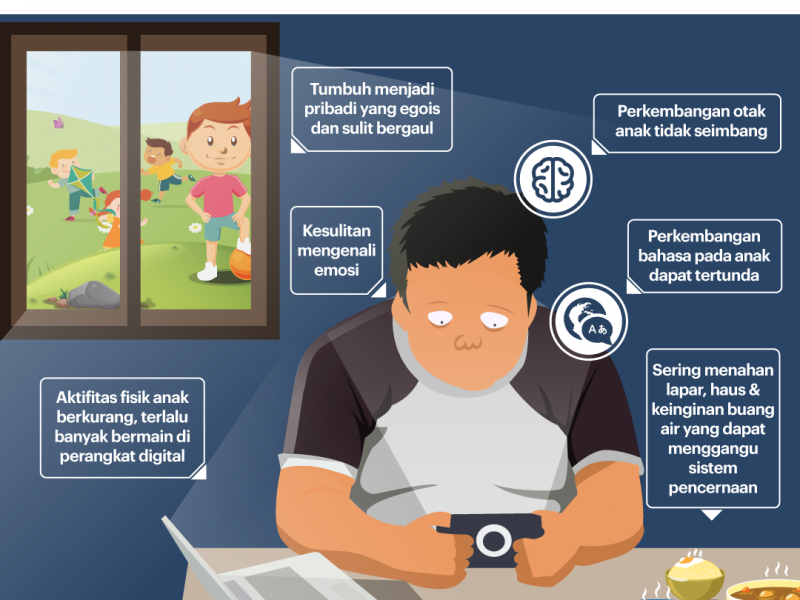 Tumbuh menjadi
pribadi yang egois
dan sulit bergaul
Perkembangan otak
anak tidak seimbang
Kesulitan
mengenali
emosi
Perkembangan
bahasa pada anak
dapat tertunda
A あ
Sering menahan
lapar, haus &
keinginan buang
air yang dapat
menggangu
sistem
pencernaan
Aktifitas fisik anak
berkurang, terlalu
banyak bermain di
perangkat digital